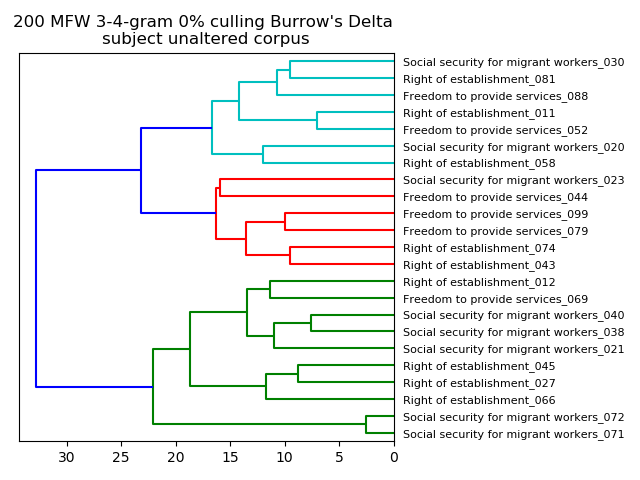 200 MFW 3-4-gram 0% culling Burrow's Delta
subject unaltered corpus
Social security for migrant workers_030
Right of establishment_081
Freedom to provide services_088
Right of establishment_011
Freedom to provide services_052
Social security for migrant workers_020
Right of establishment_058
Social security for migrant workers_023
Freedom to provide services_044
Freedom to provide services_099
Freedom to provide services_079
Right of establishment_074
Right of establishment_043
Right of establishment_012
Freedom to provide services_069
Social security for migrant workers_040
Social security for migrant workers_038
Social security for migrant workers_021
Right of establishment_045
Right of establishment_027
Right of establishment_066
Social security for migrant workers_072
Social security for migrant workers_071
30 25 20 15 10 5 0